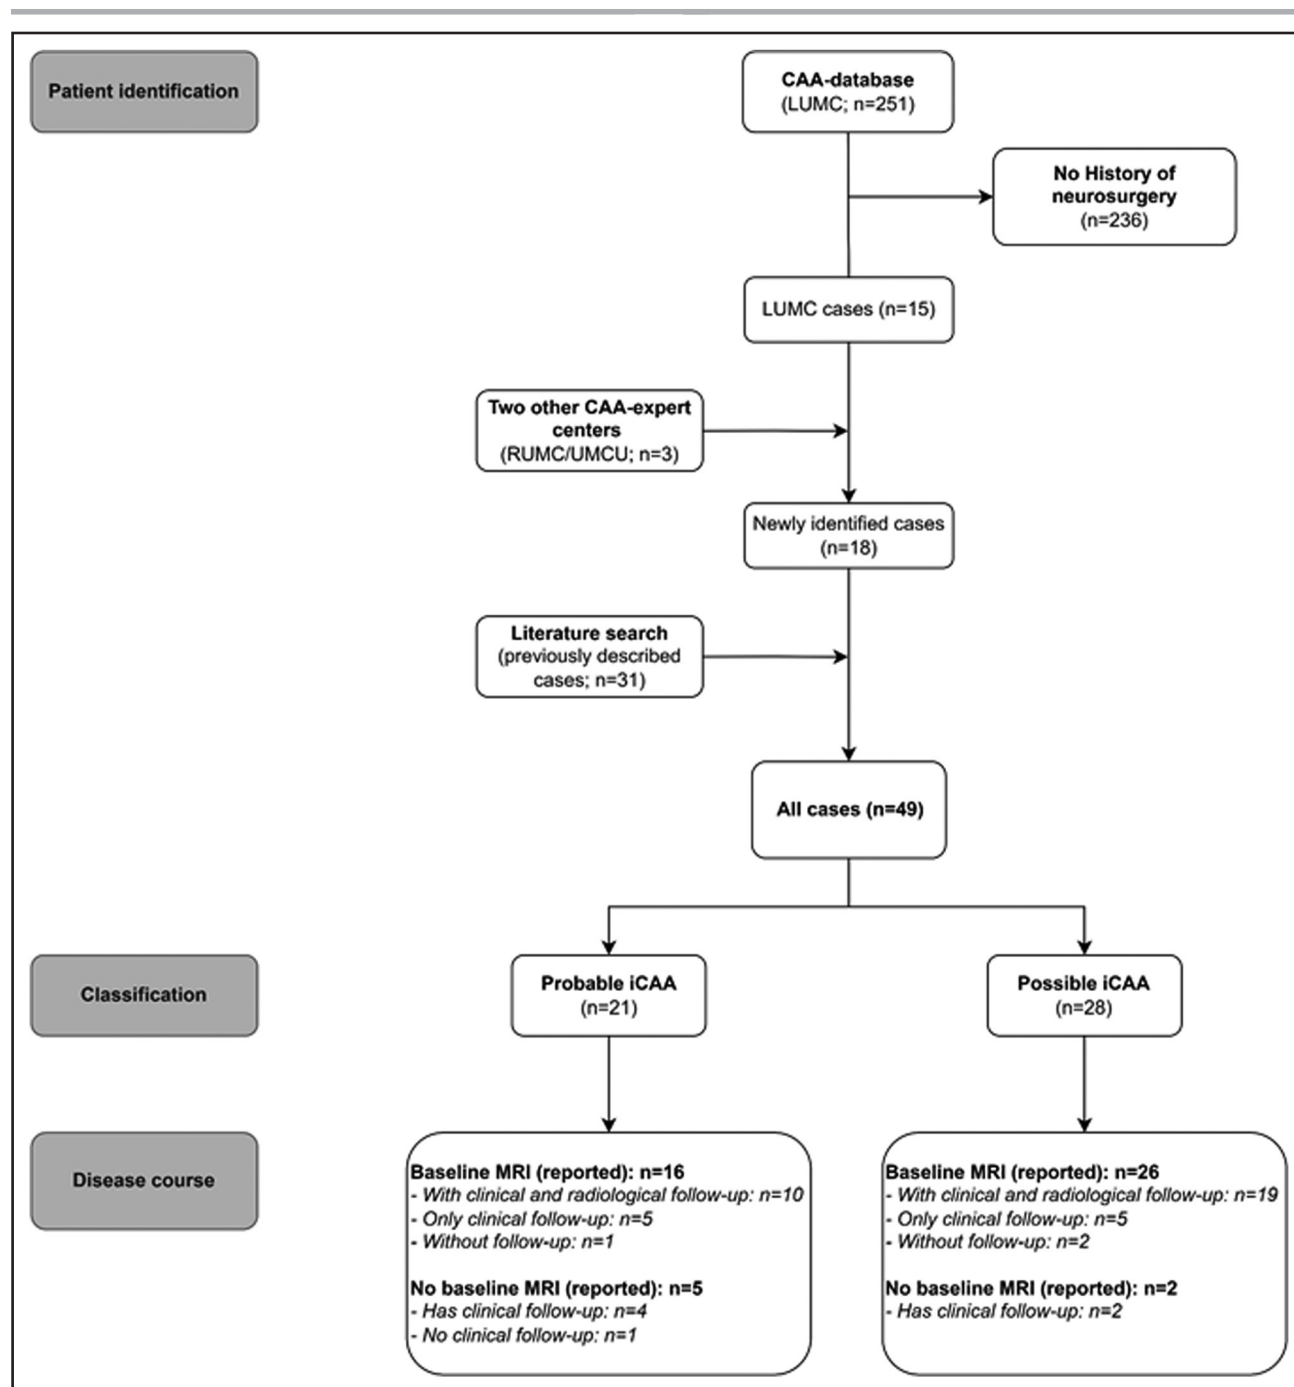 Patient identification
CAA-database
(LUMC; n=251)
No History of
neurosurgery
(n=236)
LUMC cases (n=15)
Two other CAA-expert
centers
(RUMC/UMCU; n=3)
Newly identified cases
(n=18)
Literature search
(previously described
cases; n=31)
All cases (n=49)
Classification
Probable iCAA
(n=21)
Possible iCAA
(n=28)
Disease course
Baseline MRI (reported): n=16
- With clinical and radiological follow-up: n=10
- Only clinical follow-up: n=5
- Without follow-up: n=1
No baseline MRI (reported): n=5
- Has clinical follow-up: n=4
- No clinical follow-up: n=1
Baseline MRI (reported): n=26
- With clinical and radiological follow-up: n=19
- Only clinical follow-up: n=5
- Without follow-up: n=2
No baseline MRI (reported): n=2
- Has clinical follow-up: n=2